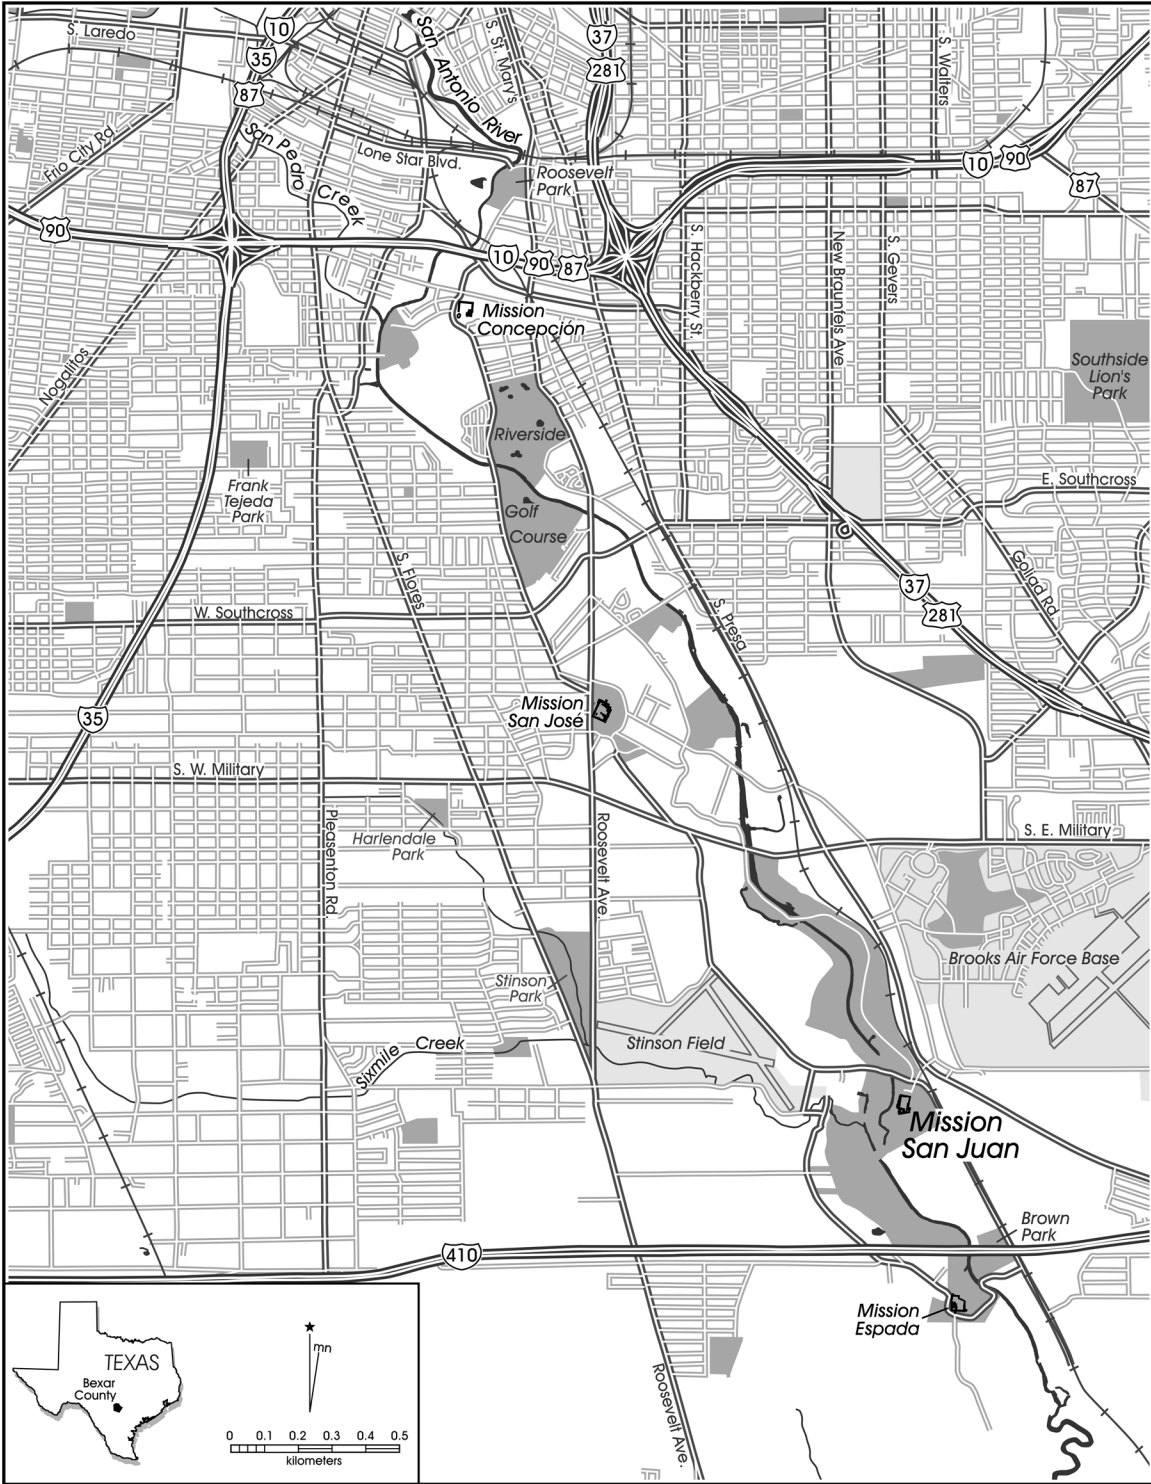 S. Laredo
10
35
87
San Antonio River
S. St. Mary's
37
281
S. Walters
Frio City Rd.
San Pedro
Creek
Lone Star Blvd.
Roosevelt
Park
10
90
87
90
10
90
87
S. Hackberry St.
New Braunfels Ave.
S. Gevers
Mission
Concepción
Nogalitos
Southside
Lion's
Park
Riverside
Golf
Course
Frank
Tejeda
Park
E. Southcross
S. Flores
37
281
Goliad Rd.
W. Southcross
S. Presa
Mission
San José
35
S. W. Military
Harlendale
Park
Pleasenton Rd.
Roosevelt Ave.
S. E. Military
Brooks Air Force Base
Stinson
Park
Stinson Field
Sixmile Creek
Mission
San Juan
Brown
Park
410
Mission
Espada
Roosevelt Ave.
TEXAS
Bexar
County
mn
0 0.1 0.2 0.3 0.4 0.5
kilometers